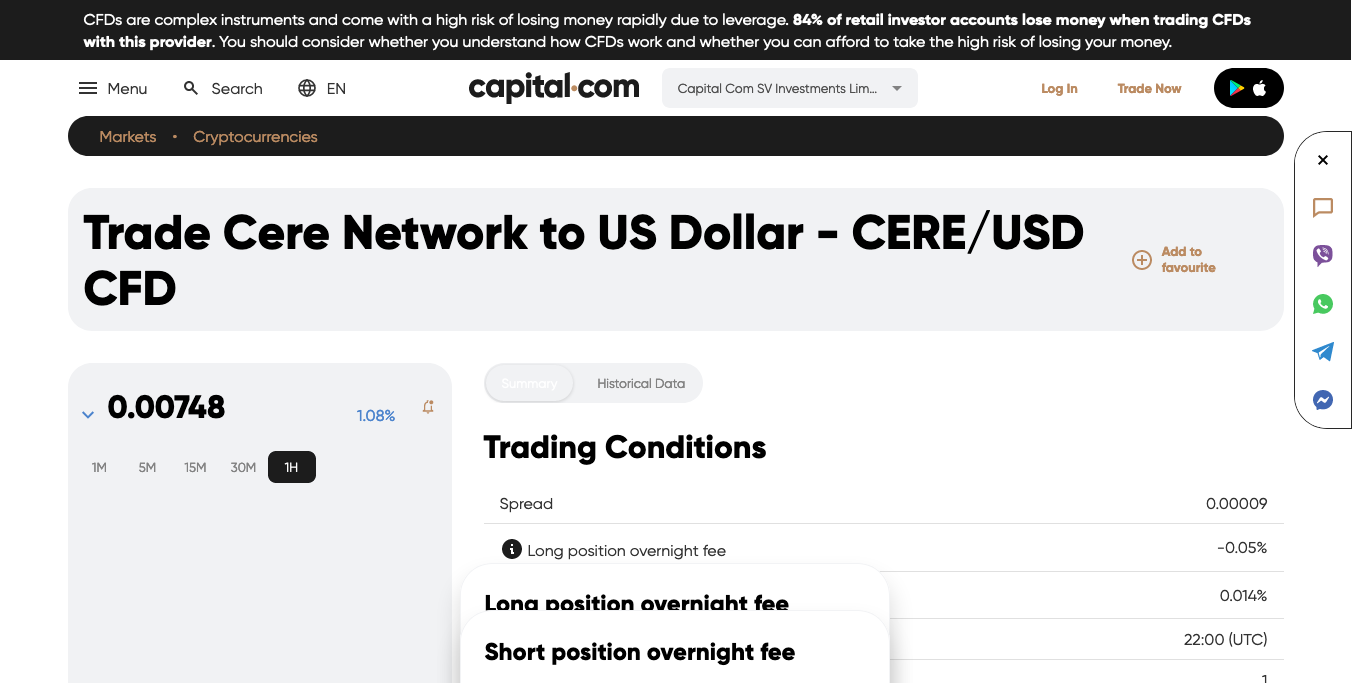 CFDs are complex instruments and come with a high risk of losing money rapidly due to leverage. 84% of retail investor accounts lose money when trading CFDs
with this provider. You should consider whether you understand how CFDs work and whether you can afford to take the high risk of losing your money.
Menu Search EN capital.com Capital Com SV Investments Lim... Log In Trade Now
Markets • Cryptocurrencies
Trade Cere Network to US Dollar - CERE/USD
CFD
Add to
favourite
0.00748 1.08%
1M 5M 15M 30M 1H
Summary Historical Data
Trading Conditions
Spread 0.00009
Long position overnight fee -0.05%
Long position overnight fee
0.014%
Short position overnight fee
22:00 (UTC)
1